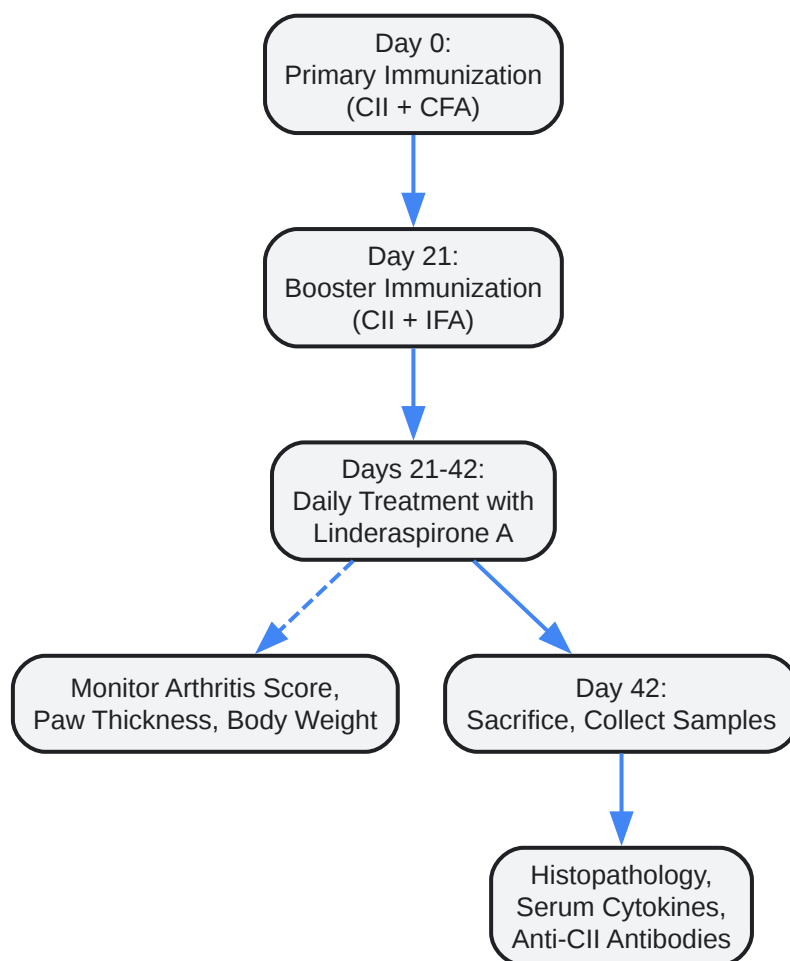 Day 0:
Primary Immunization
(CII + CFA)
Day 21:
Booster Immunization
(CII + IFA)
Days 21-42:
Daily Treatment with
Linderaspirone A
Monitor Arthritis Score,
Paw Thickness, Body Weight
Day 42:
Sacrifice, Collect Samples
Histopathology,
Serum Cytokines,
Anti-CII Antibodies